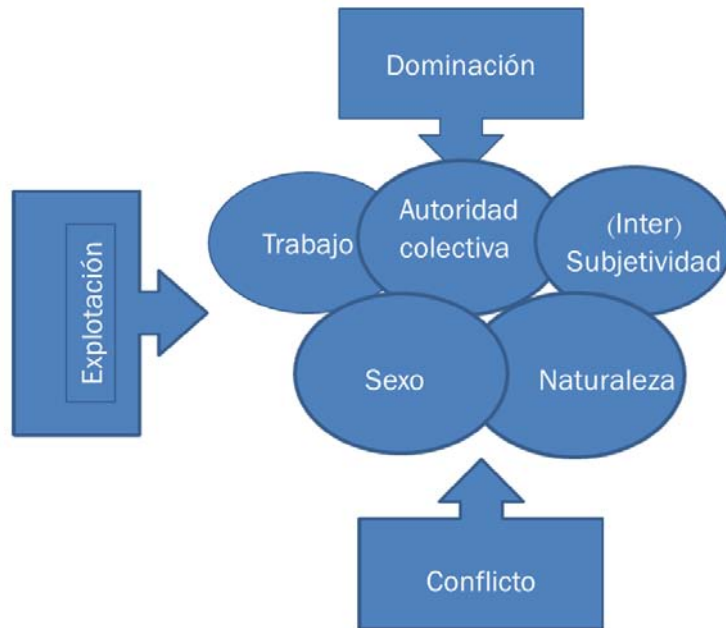 Dominación
Trabajo
Autoridad
colectiva
(Inter)
Subjetividad
Explotación
Sexo
Naturaleza
Conflicto